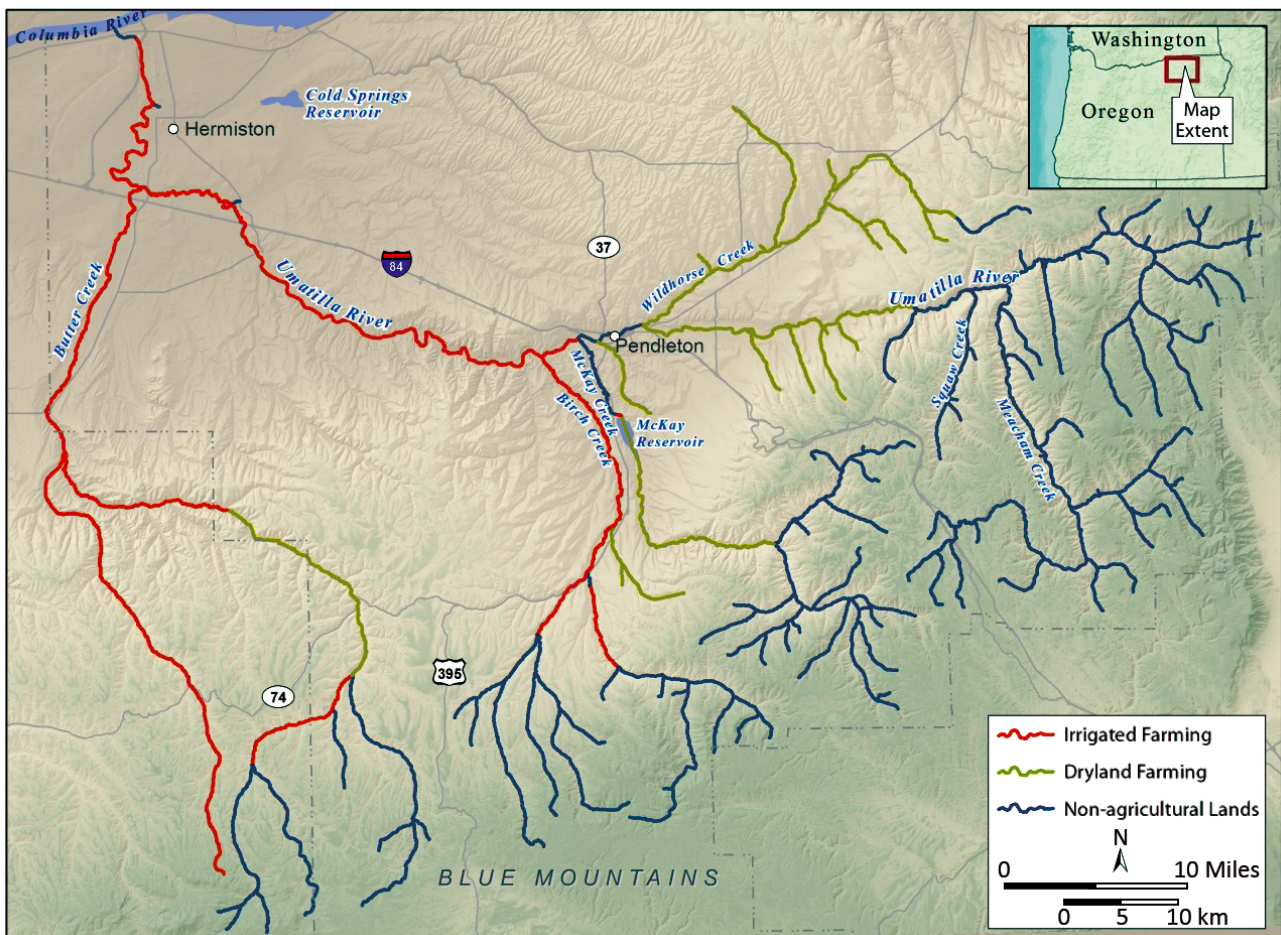 Columbia River
Cold Springs
Reservoir
Hermiston
Washington
Oregon
Map
Extent
37
84
Wildhorse Creek
Umatilla River
Umatilla River
Butter Creek
Pendleton
McKay Creek
Birch Creek
McKay
Reservoir
Squaw Creek
Meacham Creek
395
74
BLUE MOUNTAINS
Irrigated Farming
Dryland Farming
Non-agricultural Lands
N
0 10 Miles
0 5 10 km